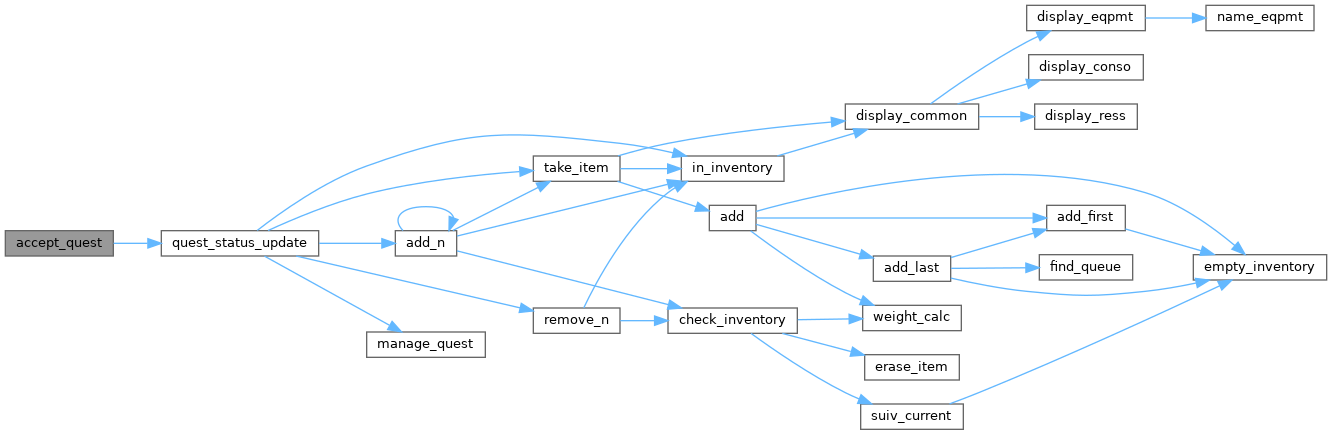 accept_quest
quest_status_update
add_n
manage_quest
take_item
remove_n
in_inventory
check_inventory
add
display_common
add_last
weight_calc
erase_item
suiv_current
display_eqpmt
display_conso
display_ress
add_first
find_queue
name_eqpmt
empty_inventory